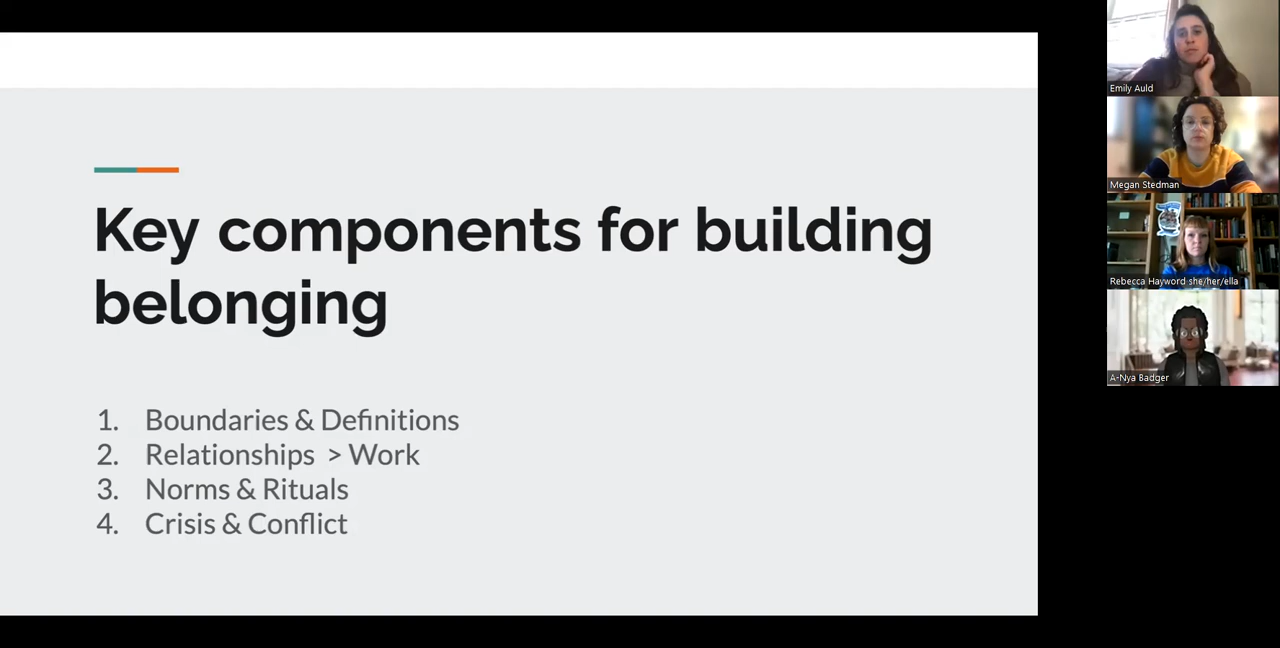 Key components for building
belonging
1. Boundaries & Definitions
2. Relationships > Work
3. Norms & Rituals
4. Crisis & Conflict
Emily Auld
Megan Stedman
Rebecca Hayword she/her/ella
A-Nya Badger